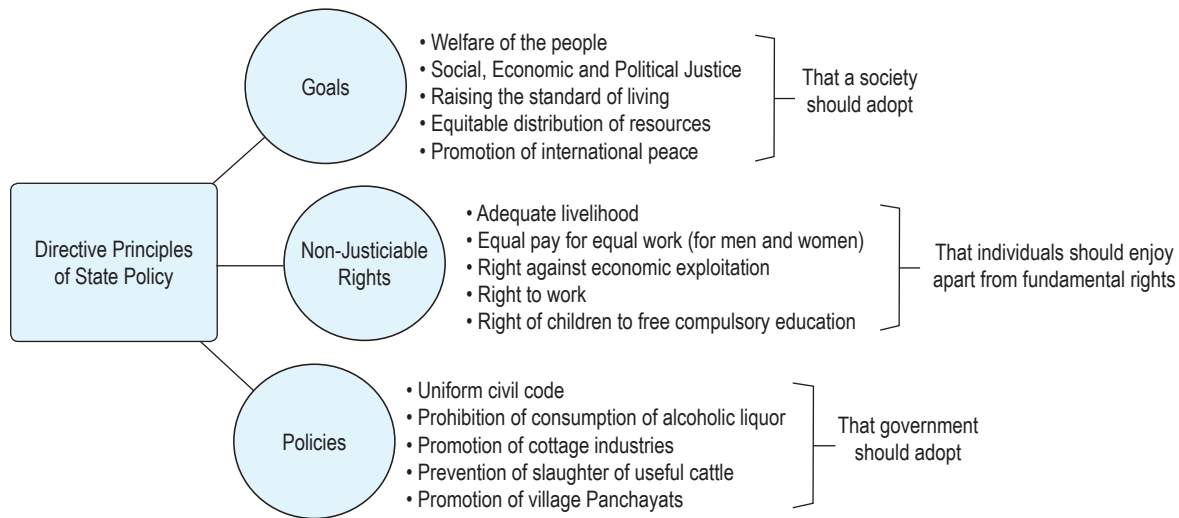 Directive Principles
of State Policy
Goals
• Welfare of the people
• Social, Economic and Political Justice
• Raising the standard of living
• Equitable distribution of resources
• Promotion of international peace
That a society
should adopt
Non-Justiciable
Rights
• Adequate livelihood
• Equal pay for equal work (for men and women)
• Right against economic exploitation
• Right to work
• Right of children to free compulsory education
That individuals should enjoy
apart from fundamental rights
Policies
• Uniform civil code
• Prohibition of consumption of alcoholic liquor
• Promotion of cottage industries
• Prevention of slaughter of useful cattle
• Promotion of village Panchayats
That government
should adopt